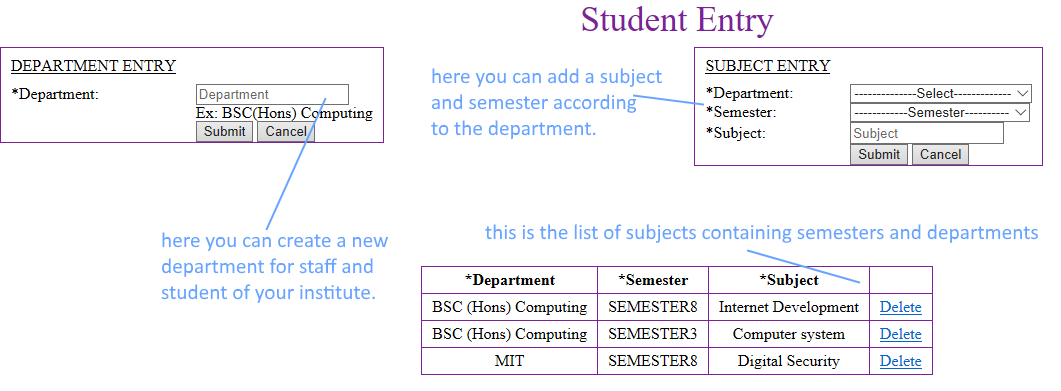 Student Entry
DEPARTMENT ENTRY
*Department:
Department
Ex: BSC(Hons) Computing
Submit Cancel
here you can create a new
department for staff and
student of your institute.
here you can add a subject
and semester according
to the department.
SUBJECT ENTRY
*Department: --------------Select-------------
*Semester: ------------Semester----------
*Subject: Subject
Submit Cancel
this is the list of subjects containing semesters and departments
*Department *Semester *Subject
BSC (Hons) Computing SEMESTER8 Internet Development Delete
BSC (Hons) Computing SEMESTER3 Computer system Delete
MIT SEMESTER8 Digital Security Delete